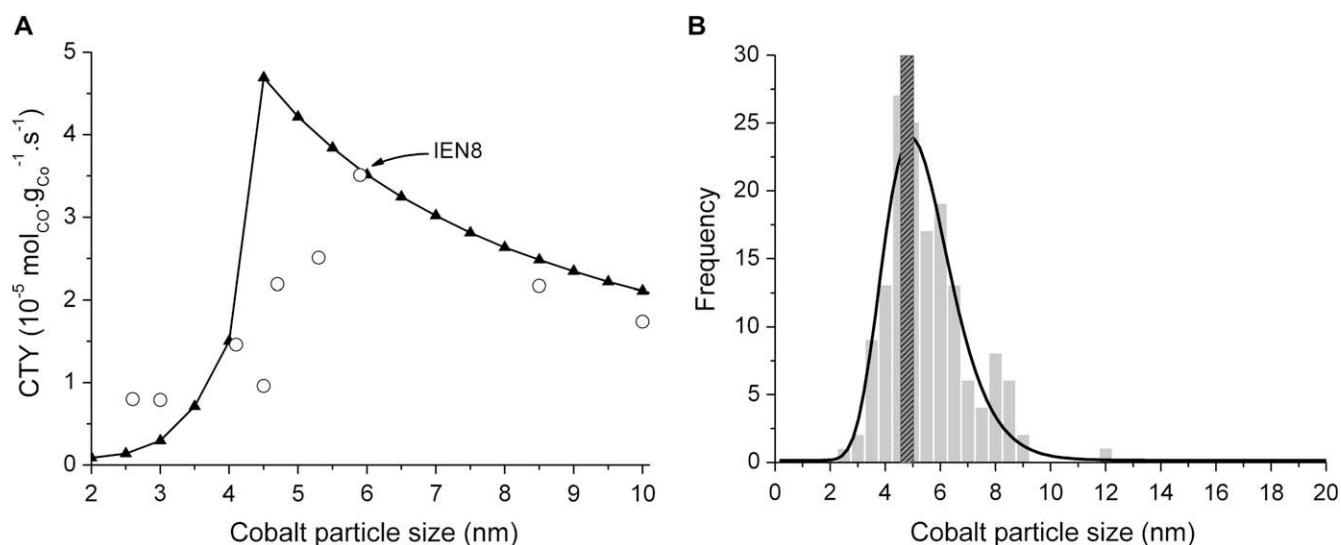 A
CTY (10⁻⁵ mol_CO·g_Co⁻¹·s⁻¹)
5
4
3
2
1
0
IEN8
2 3 4 5 6 7 8 9 10
Cobalt particle size (nm)
B
Frequency
30
25
20
15
10
5
0
0 2 4 6 8 10 12 14 16 18 20
Cobalt particle size (nm)